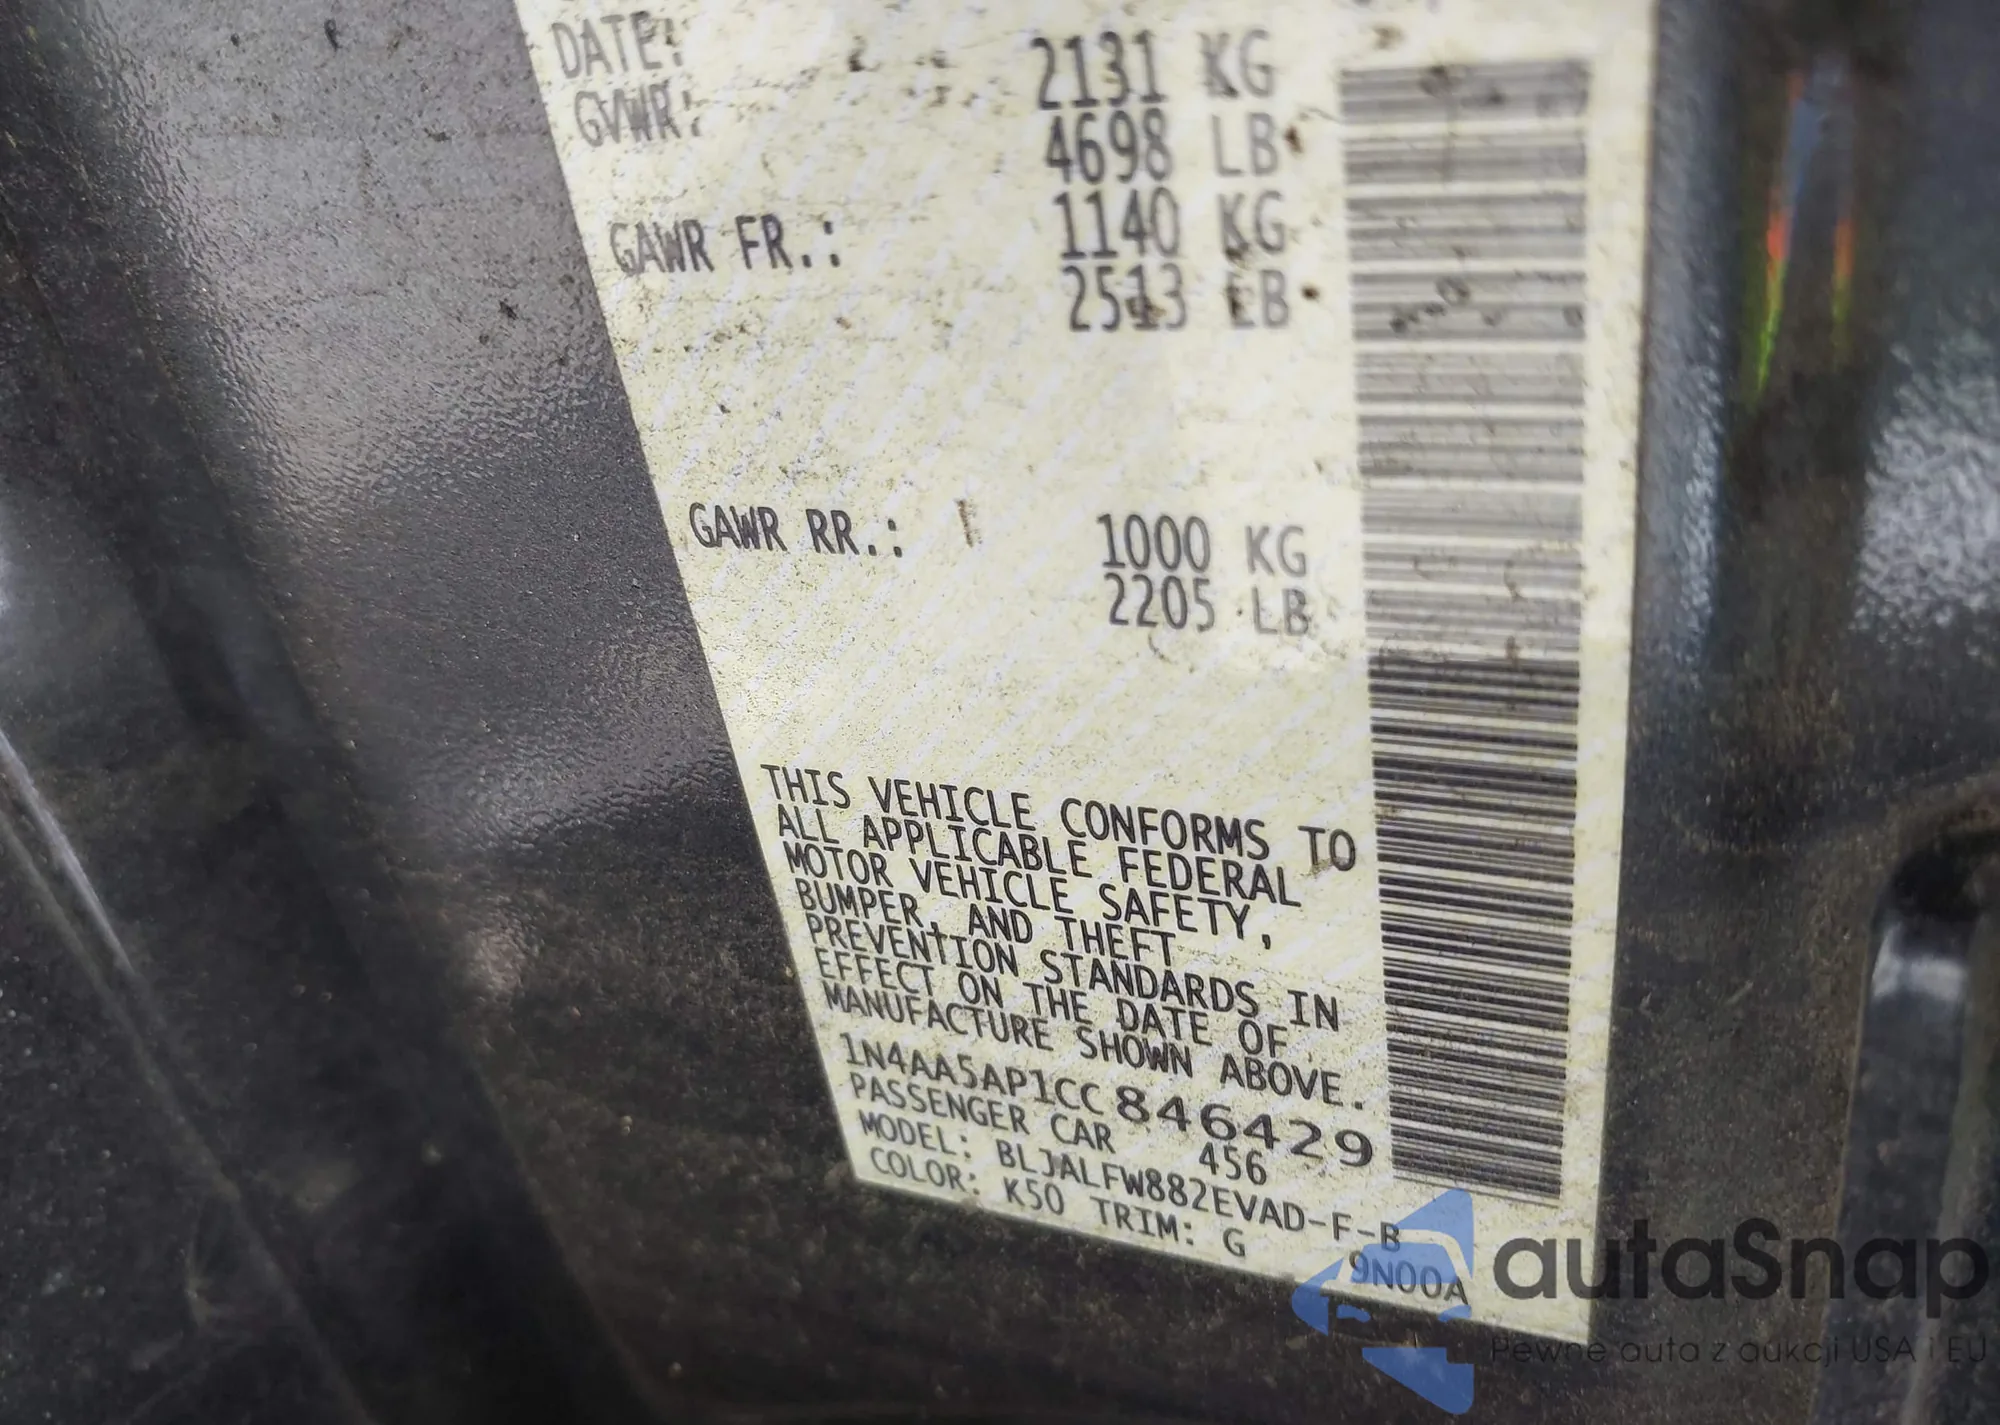 DATE:
GVWR: 2131 KG
4698 LB
GAWR FR.: 1140 KG
2513 LB
GAWR RR.: 1000 KG
2205 LB
THIS VEHICLE CONFORMS TO
ALL APPLICABLE FEDERAL
MOTOR VEHICLE SAFETY,
BUMPER, AND THEFT
PREVENTION STANDARDS IN
EFFECT ON THE DATE OF
MANUFACTURE SHOWN ABOVE.
1N4AA5AP1CC846429
PASSENGER CAR 456
MODEL: BLJALFW882EVAD-F-B
COLOR: K50 TRIM: G 9N00A
autaSnap
Pewne auta z aukcji USA i EU